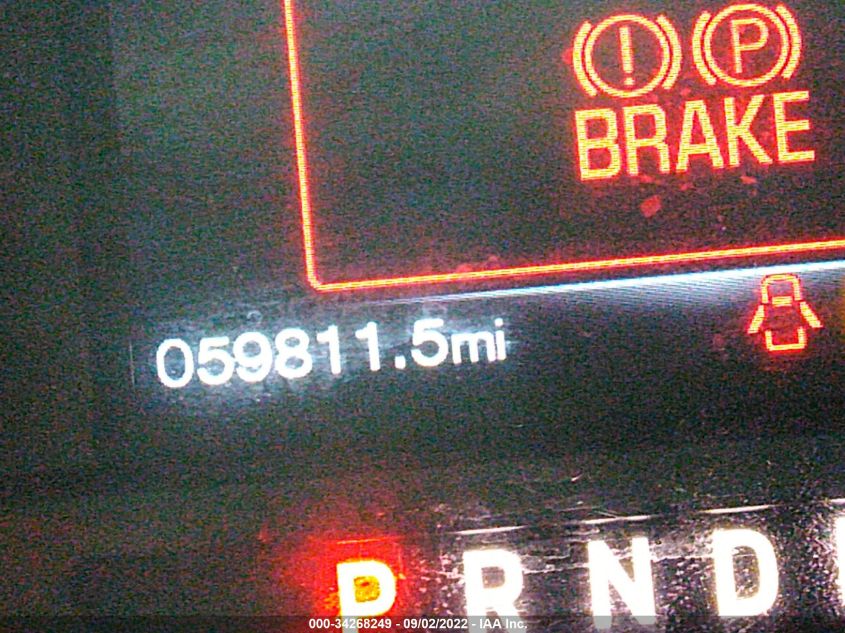 ! P
BRAKE
059811.5mi
P R N D
000-34268249 - 09/02/2022 - IAA Inc.